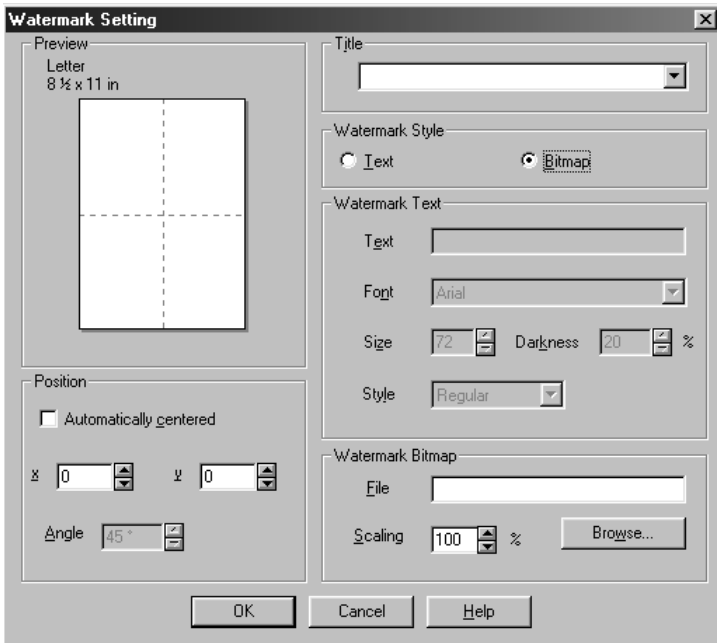 Watermark Setting
Preview
Letter
8 ½ x 11 in
Title
Watermark Style
Text
Bitmap
Watermark Text
Text
Font
Arial
Size
72
Darkness
20
%
Style
Regular
Position
Automatically centered
x
0
y
0
Angle
45 °
Watermark Bitmap
File
Scaling
100
%
Browse...
OK
Cancel
Help